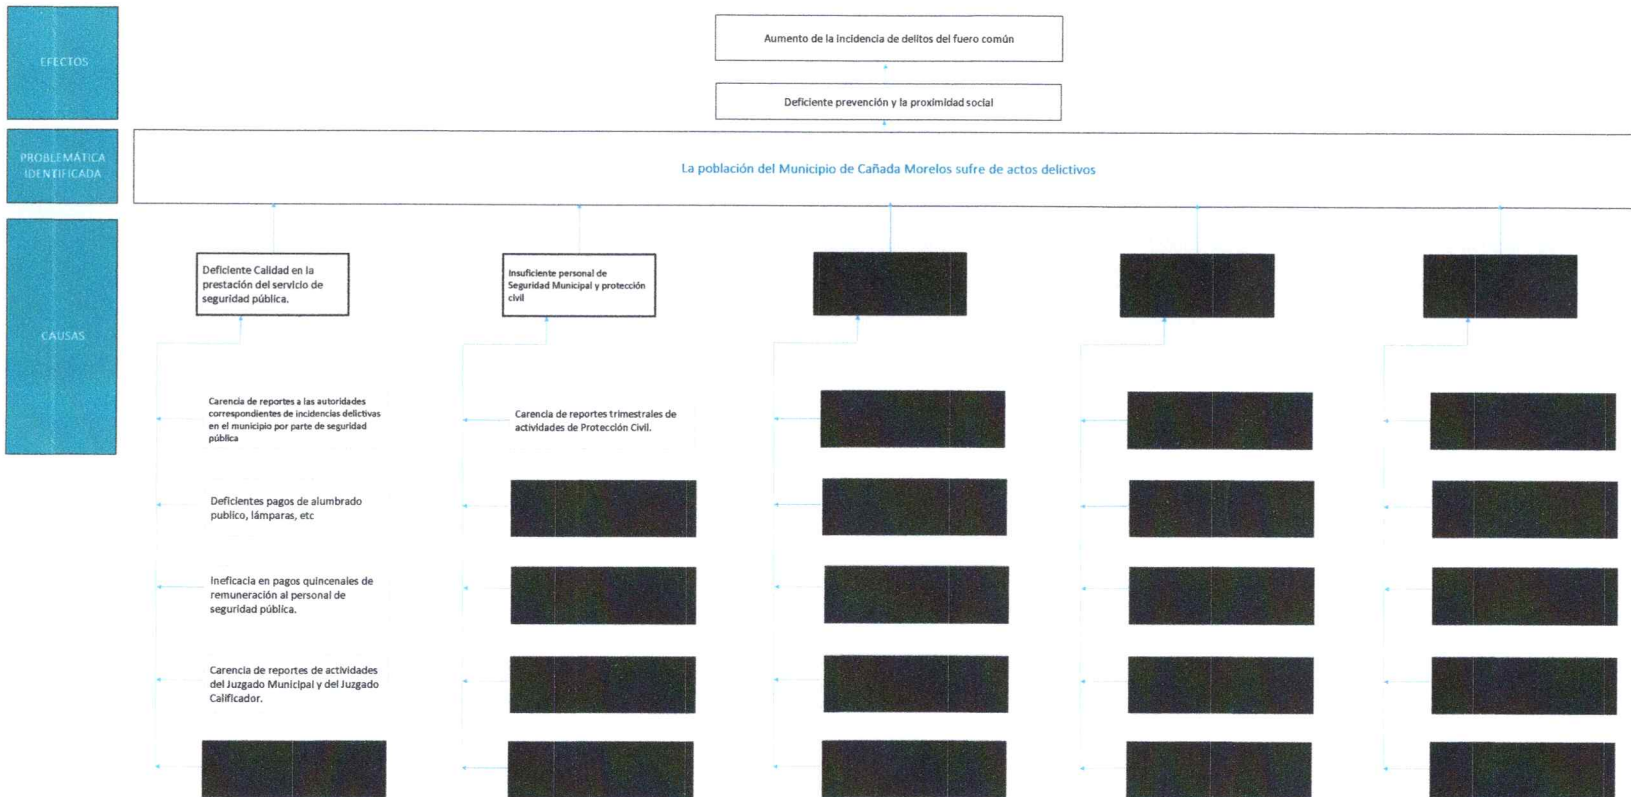 EFECTOS
Aumento de la incidencia de delitos del fuero común
Deficiente prevención y la proximidad social
PROBLEMÁTICA
IDENTIFICADA
La población del Municipio de Cañada Morelos sufre de actos delictivos
CAUSAS
Deficiente Calidad en la
prestación del servicio de
seguridad pública.
Insuficiente personal de
Seguridad Municipal y protección
civil
Carencia de reportes a las autoridades
correspondientes de incidencias delictivas
en el municipio por parte de seguridad
pública
Carencia de reportes trimestrales de
actividades de Protección Civil.
Deficientes pagos de alumbrado
publico, lámparas, etc
Ineficacia en pagos quincenales de
remuneración al personal de
seguridad pública.
Carencia de reportes de actividades
del Juzgado Municipal y del Juzgado
Calificador.